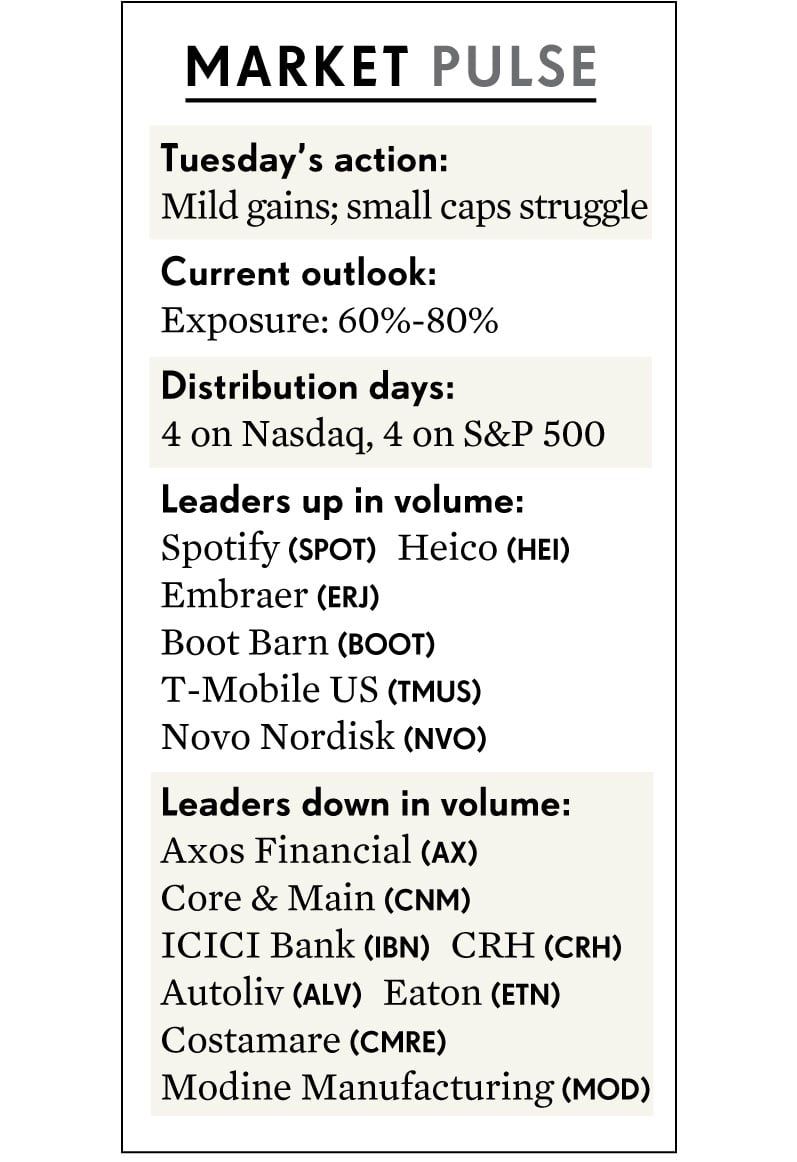 MARKET PULSE
Tuesday's action:
Mild gains; small caps struggle
Current outlook:
Exposure: 60%-80%
Distribution days:
4 on Nasdaq, 4 on S&P 500
Leaders up in volume:
Spotify (SPOT) Heico (HEI)
Embraer (ERJ)
Boot Barn (BOOT)
T-Mobile US (TMUS)
Novo Nordisk (NVO)
Leaders down in volume:
Axos Financial (AX)
Core & Main (CNM)
ICICI Bank (IBN) CRH (CRH)
Autoliv (ALV) Eaton (ETN)
Costamare (CMRE)
Modine Manufacturing (MOD)